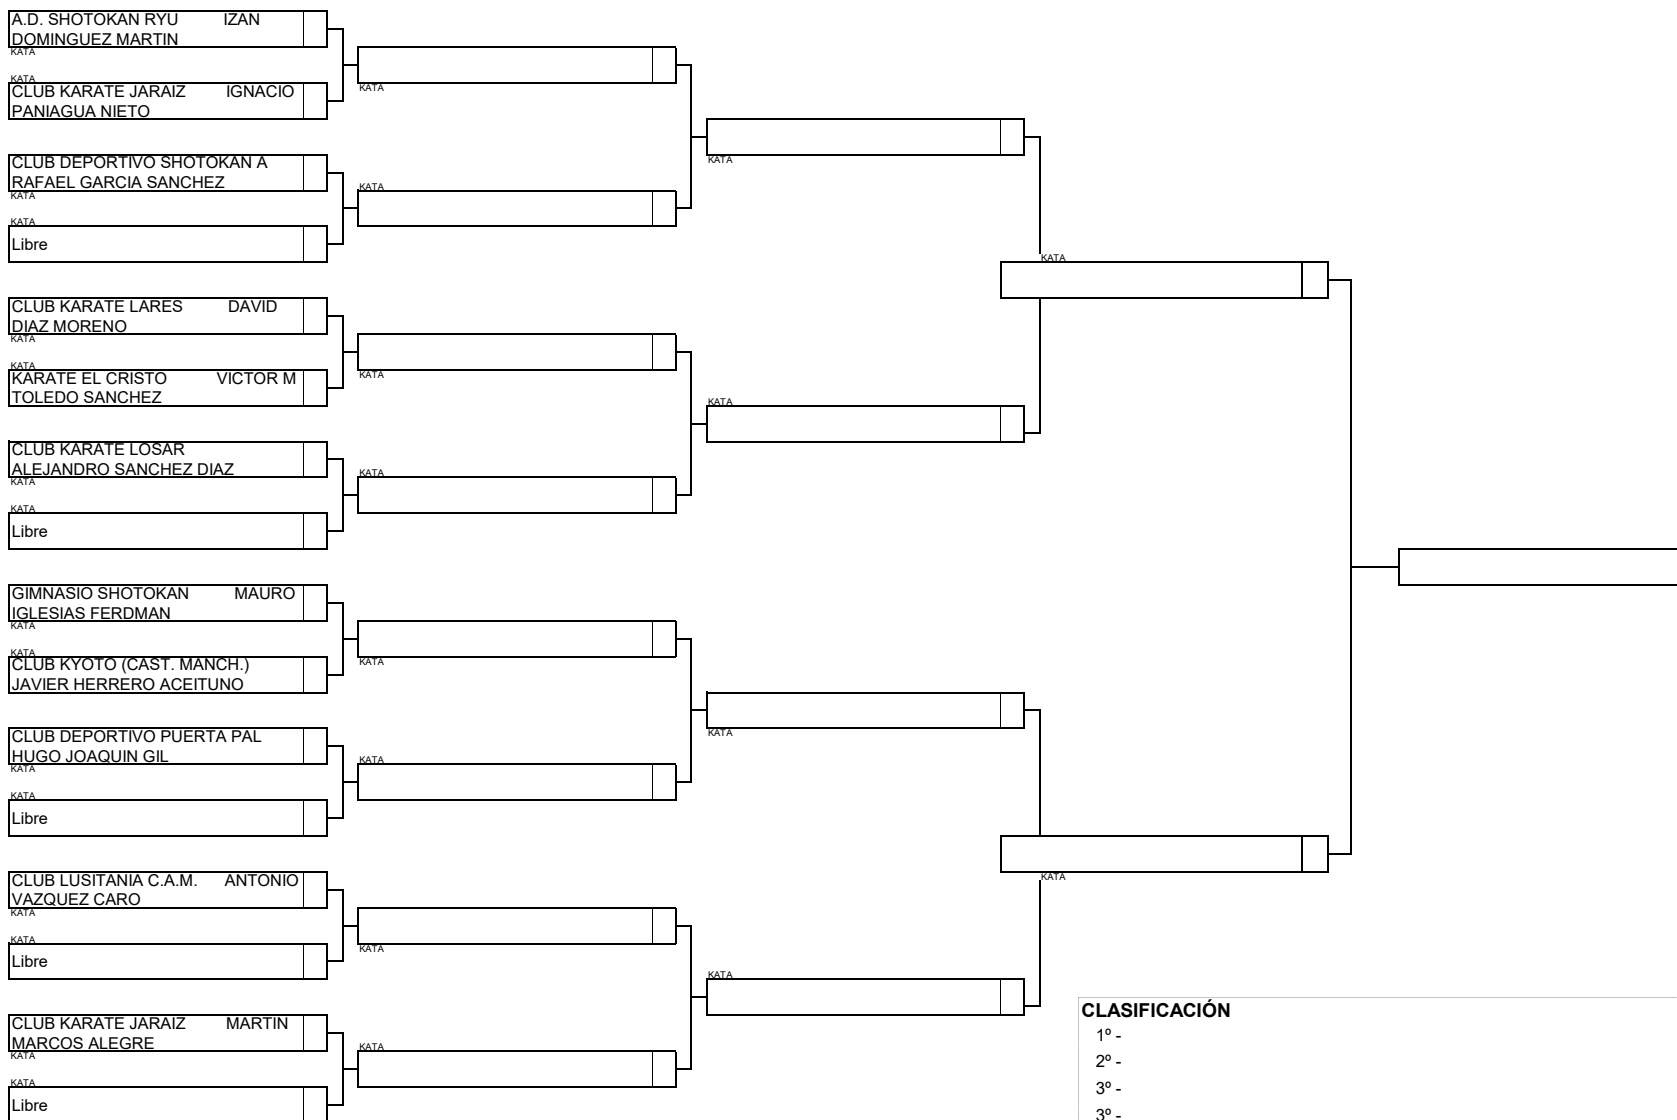 A.D. SHOTOKAN RYU IZAN
DOMINGUEZ MARTIN
KATA
KATA
CLUB KARATE JARAIZ IGNACIO
PANIAGUA NIETO
CLUB DEPORTIVO SHOTOKAN A
RAFAEL GARCIA SANCHEZ
KATA
KATA
Libre
CLUB KARATE LARES DAVID
DIAZ MORENO
KATA
KATA
KARATE EL CRISTO VICTOR M
TOLEDO SANCHEZ
CLUB KARATE LOSAR
ALEJANDRO SANCHEZ DIAZ
KATA
KATA
Libre
GIMNASIO SHOTOKAN MAURO
IGLESIAS FERDMAN
KATA
KATA
CLUB KYOTO (CAST. MANCH.)
JAVIER HERRERO ACEITUNO
CLUB DEPORTIVO PUERTA PAL
HUGO JOAQUIN GIL
KATA
KATA
Libre
CLUB LUSITANIA C.A.M. ANTONIO
VAZQUEZ CARO
KATA
KATA
Libre
CLUB KARATE JARAIZ MARTIN
MARCOS ALEGRE
KATA
KATA
Libre
KATA
KATA
KATA
KATA
KATA
KATA
KATA
KATA
KATA
KATA
KATA
KATA
KATA
KATA
CLASIFICACIÓN
1º -
2º -
3º -
3º -